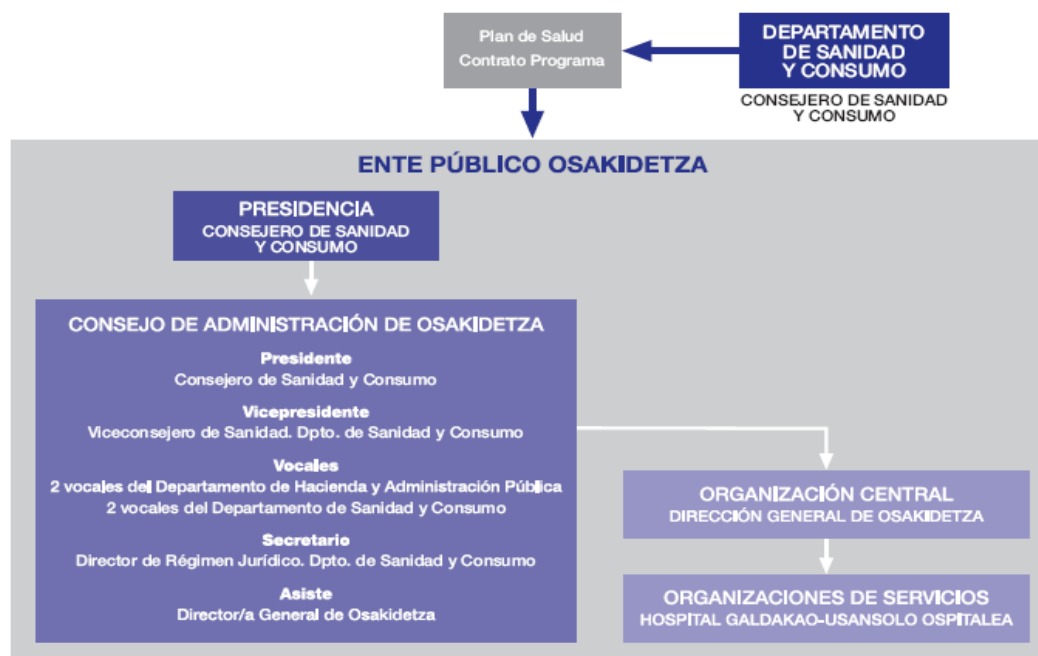 Plan de Salud
Contrato Programa
DEPARTAMENTO
DE SANIDAD
Y CONSUMO
CONSEJERO DE SANIDAD
Y CONSUMO
ENTE PÚBLICO OSAKIDETZA
PRESIDENCIA
CONSEJERO DE SANIDAD
Y CONSUMO
CONSEJO DE ADMINISTRACIÓN DE OSAKIDETZA
Presidente
Consejero de Sanidad y Consumo
Vicepresidente
Viceconsejero de Sanidad. Dpto. de Sanidad y Consumo
Vocales
2 vocales del Departamento de Hacienda y Administración Pública
2 vocales del Departamento de Sanidad y Consumo
Secretario
Director de Régimen Jurídico. Dpto. de Sanidad y Consumo
Asiste
Director/a General de Osakidetza
ORGANIZACIÓN CENTRAL
DIRECCIÓN GENERAL DE OSAKIDETZA
ORGANIZACIONES DE SERVICIOS
HOSPITAL GALDAKAO-USANSOLO OSPITALEA